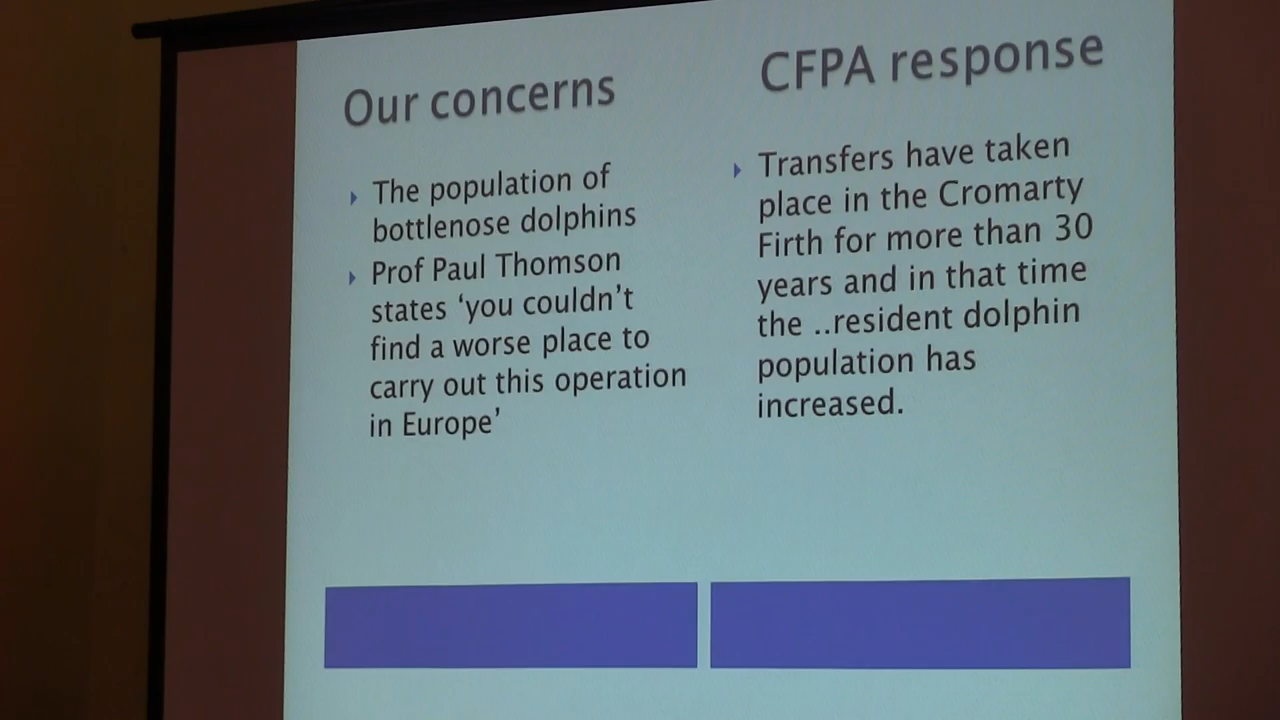 Our concerns
The population of
bottlenose dolphins
Prof Paul Thomson
states ‘you couldn’t
find a worse place to
carry out this operation
in Europe’
CFPA response
Transfers have taken
place in the Cromarty
Firth for more than 30
years and in that time
the ..resident dolphin
population has
increased.